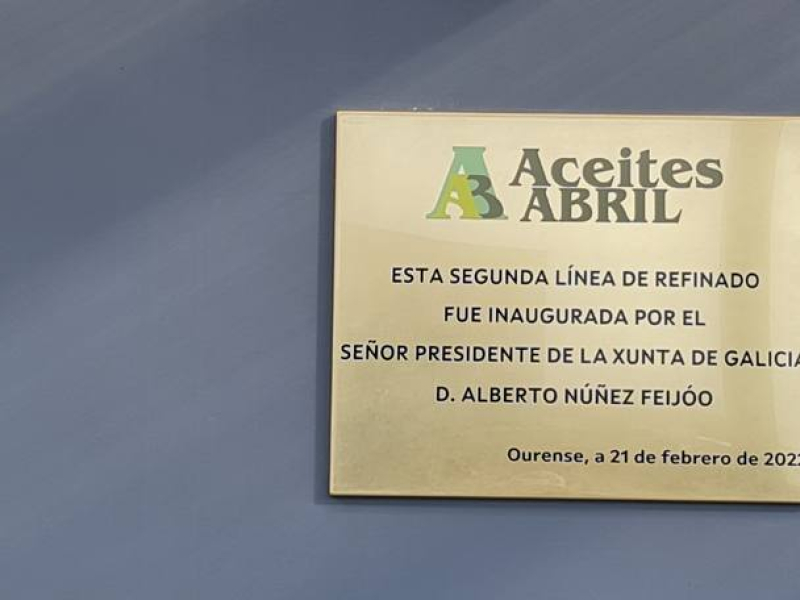 Aceites
ABRIL
ESTA SEGUNDA LÍNEA DE REFINADO
FUE INAUGURADA POR EL
SEÑOR PRESIDENTE DE LA XUNTA DE GALICIA
D. ALBERTO NÚÑEZ FEIJÓO
Ourense, a 21 de febrero de 2022